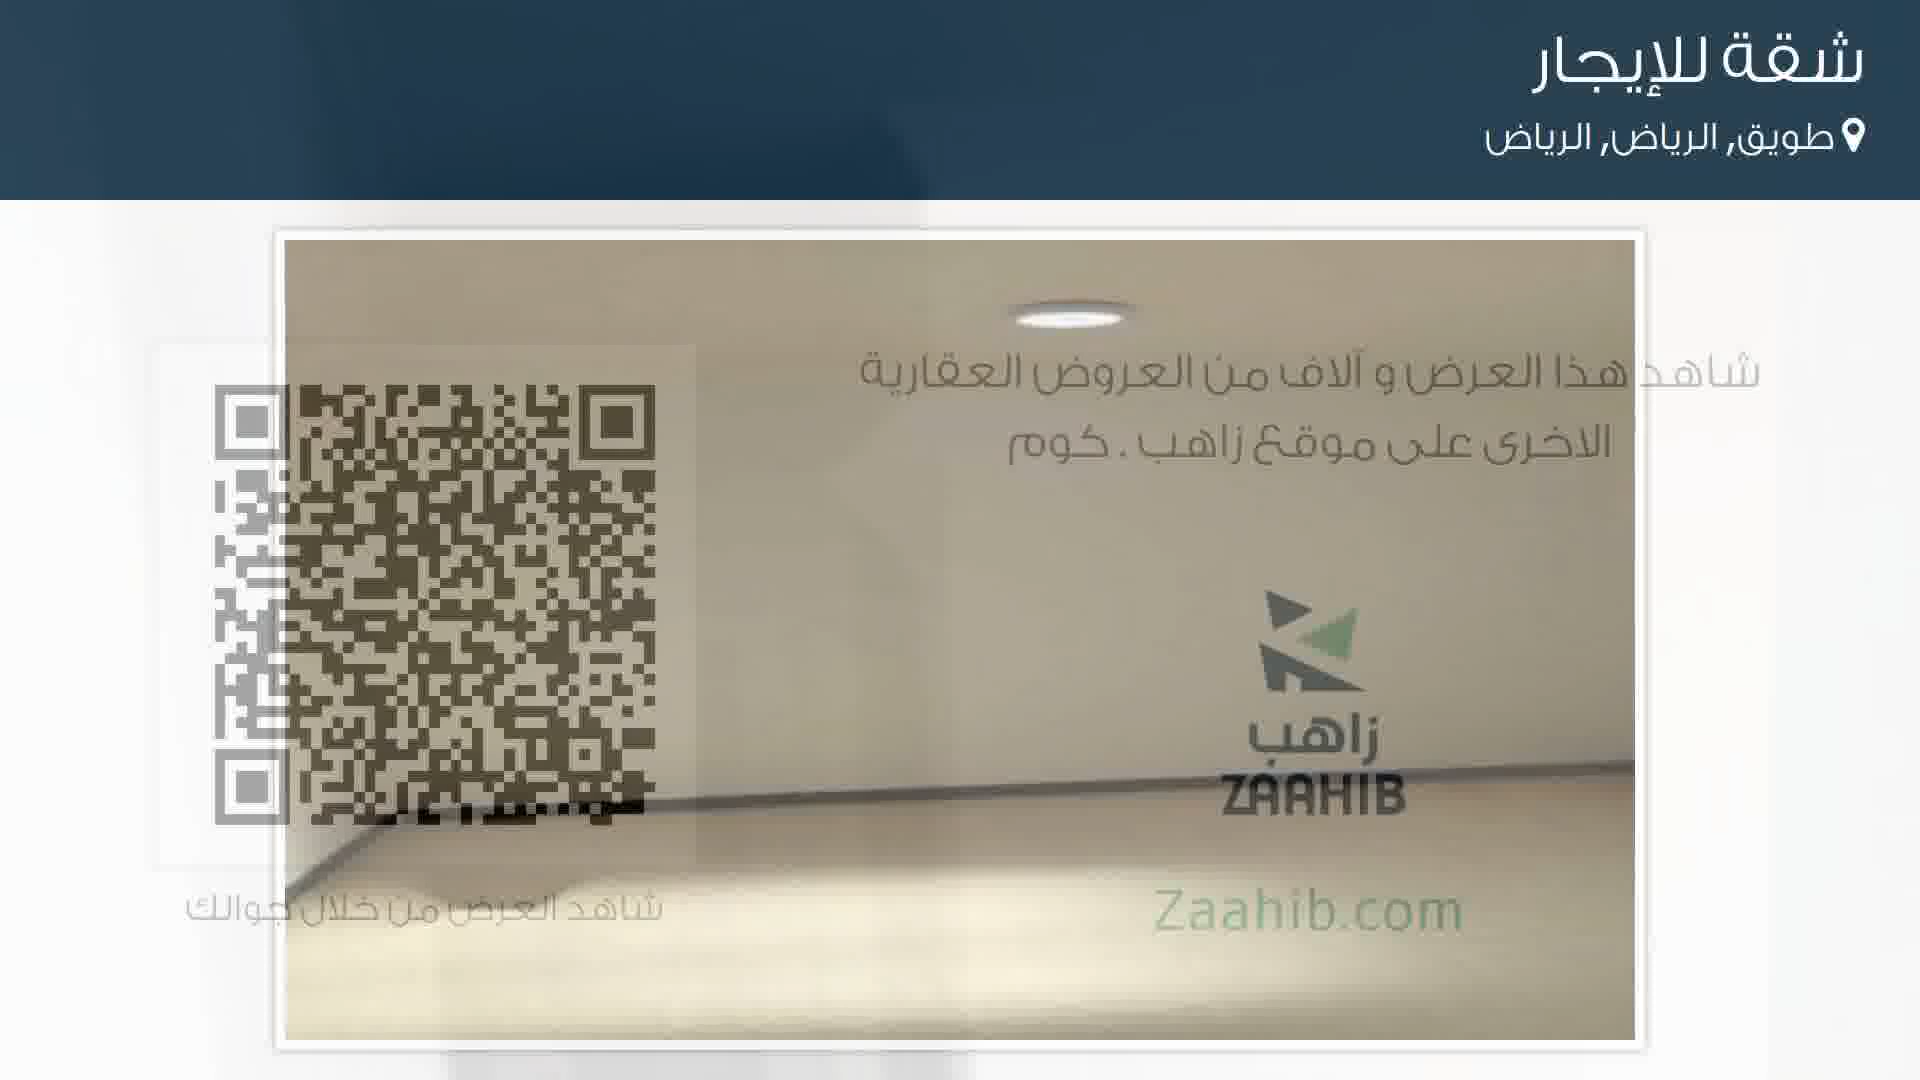 شقة للإيجار
طويق, الرياض, الرياض
شاهد هذا العرض و آلاف من العروض العقارية
الاخرى على موقع زاهب . كوم
زاهب
ZAAHIB
شاهد العرض من خلال جوالك
Zaahib.com